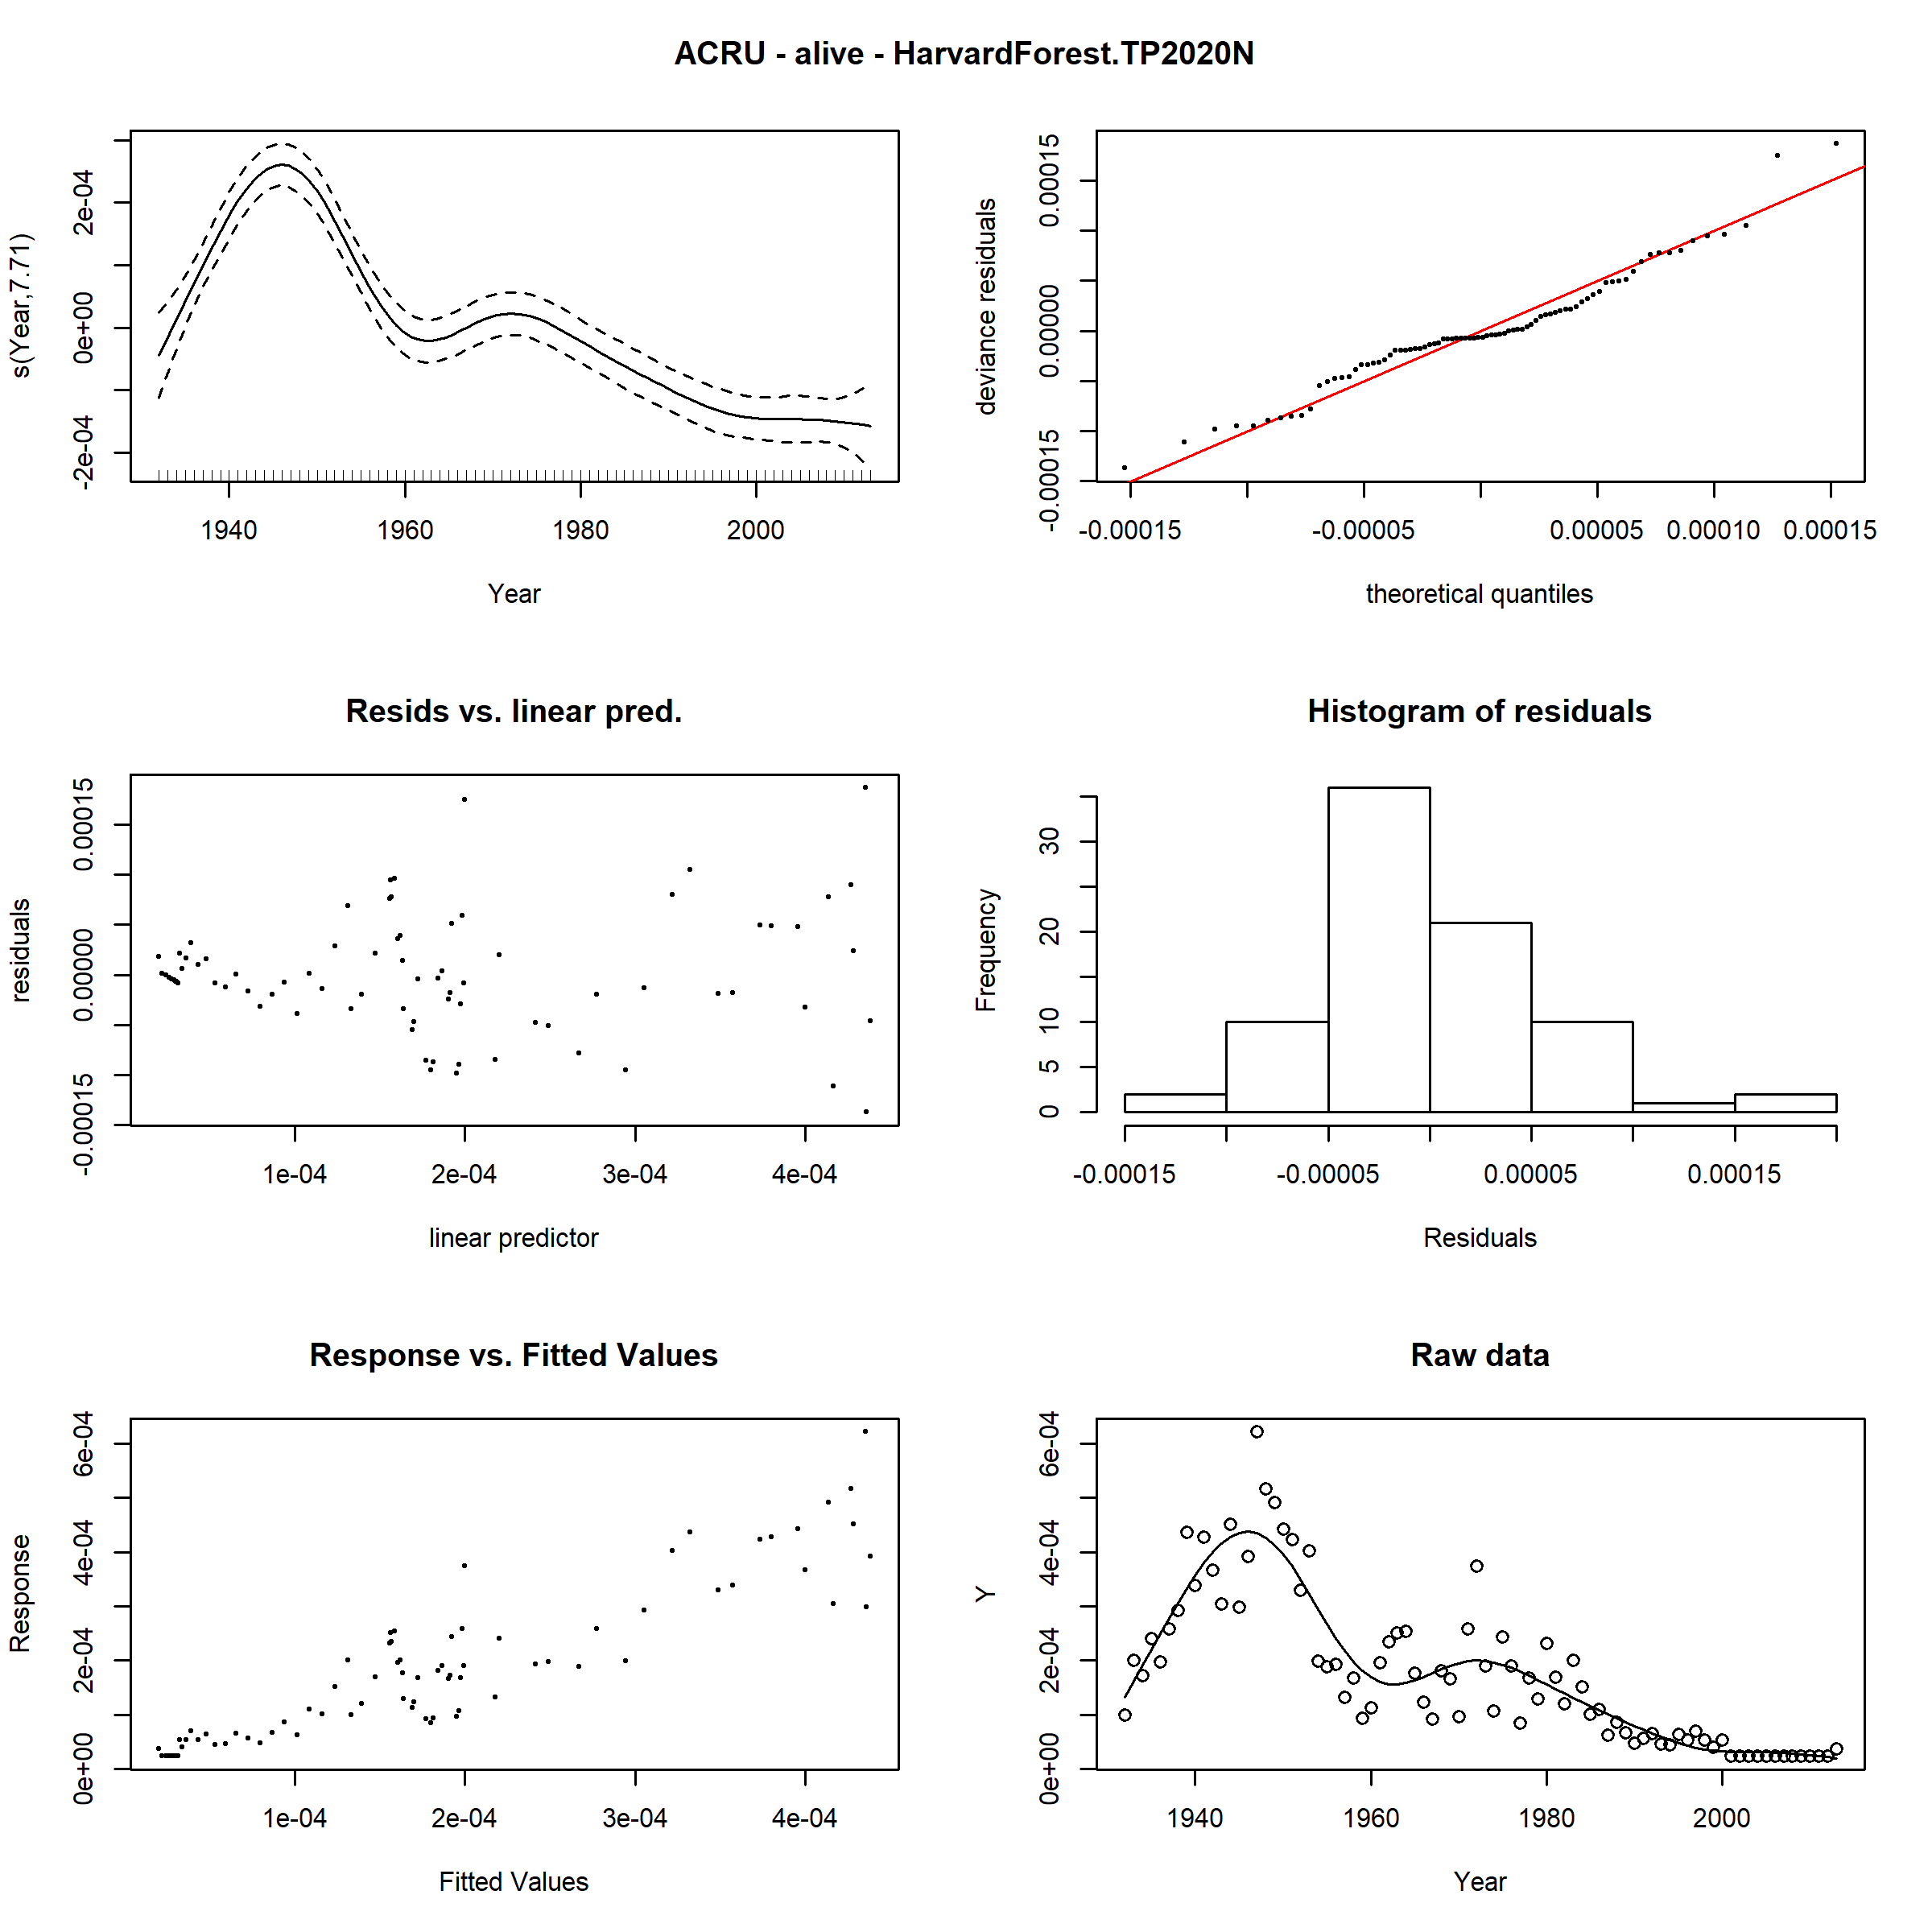 ACRU - alive - HarvardForest.TP2020N
s(Year,7.71)
-2e-04 0e+00 2e-04
1940 1960 1980 2000
Year
deviance residuals
-0.00015 0.00000 0.00015
-0.00015 -0.00005 0.00005 0.00010 0.00015
theoretical quantiles
Resids vs. linear pred.
residuals
-0.00015 0.00000 0.00015
1e-04 2e-04 3e-04 4e-04
linear predictor
Histogram of residuals
Frequency
0 5 10 20 30
-0.00015 -0.00005 0.00005 0.00015
Residuals
Response vs. Fitted Values
Response
0e+00 2e-04 4e-04 6e-04
1e-04 2e-04 3e-04 4e-04
Fitted Values
Raw data
Y
0e+00 2e-04 4e-04 6e-04
1940 1960 1980 2000
Year